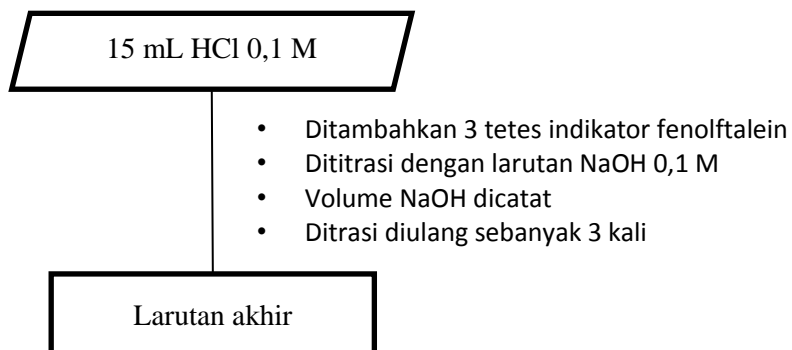 15 mL HCl 0,1 M
• Ditambahkan 3 tetes indikator fenolftalein
• Dititrasi dengan larutan NaOH 0,1 M
• Volume NaOH dicatat
• Ditrasi diulang sebanyak 3 kali
Larutan akhir